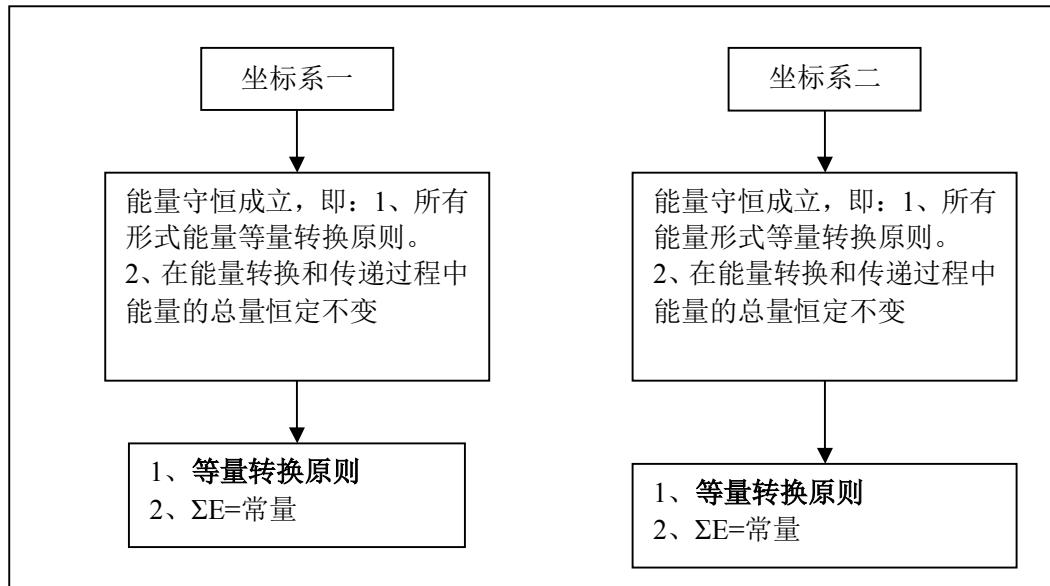 坐标系一
能量守恒成立，即：1、所有
形式能量等量转换原则。
2、在能量转换和传递过程中
能量的总量恒定不变
1、等量转换原则
2、ΣE=常量
坐标系二
能量守恒成立，即：1、所有
能量形式等量转换原则。
2、在能量转换和传递过程中
能量的总量恒定不变
1、等量转换原则
2、ΣE=常量